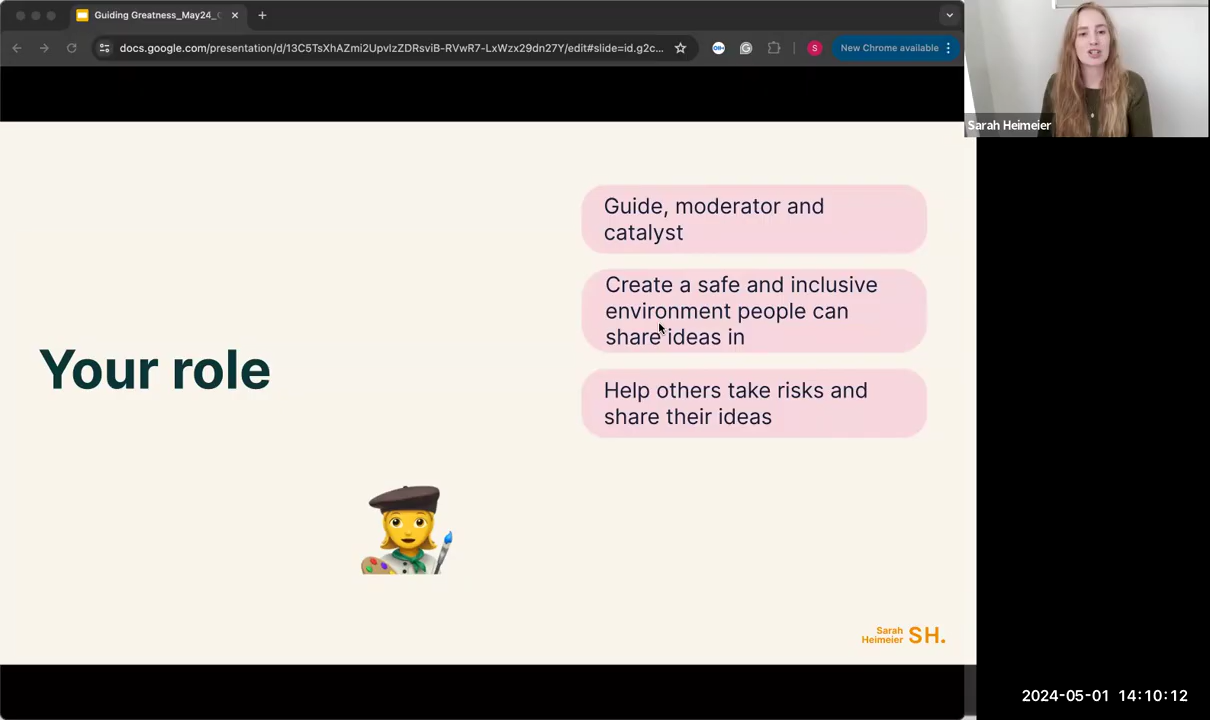 Guiding Greatness_May24_
docs.google.com/presentation/d/13C5TsXhAZmi2UpvIzZDRsviB-RVwR7-LxWzx29dn27Y/edit#slide=id.g2c...
S
New Chrome available
Sarah Heimeier
Your role
Guide, moderator and
catalyst
Create a safe and inclusive
environment people can
share ideas in
Help others take risks and
share their ideas
Sarah
Heimeier
SH.
2024-05-01 14:10:12